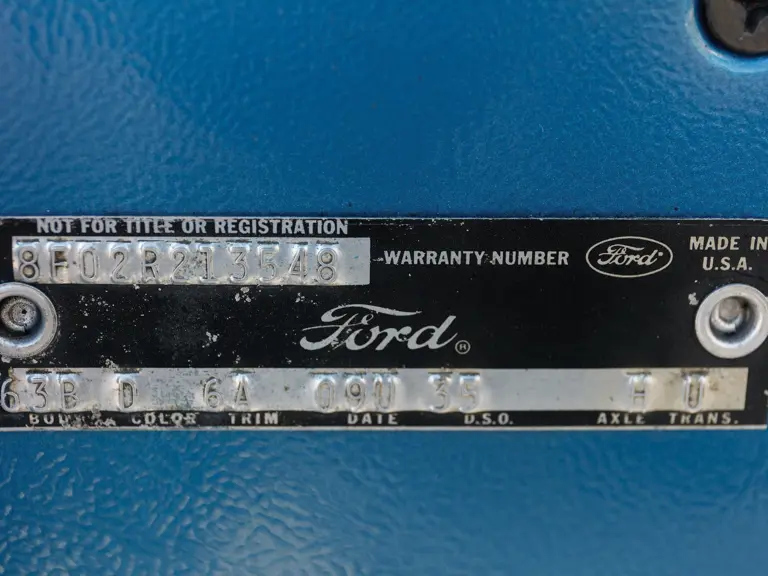 NOT FOR TITLE OR REGISTRATION
8F02R213548 WARRANTY NUMBER Ford MADE IN U.S.A.
Ford®
63B D 6A 09U 35 H U
BODY COLOR TRIM DATE D.S.O. AXLE TRANS.